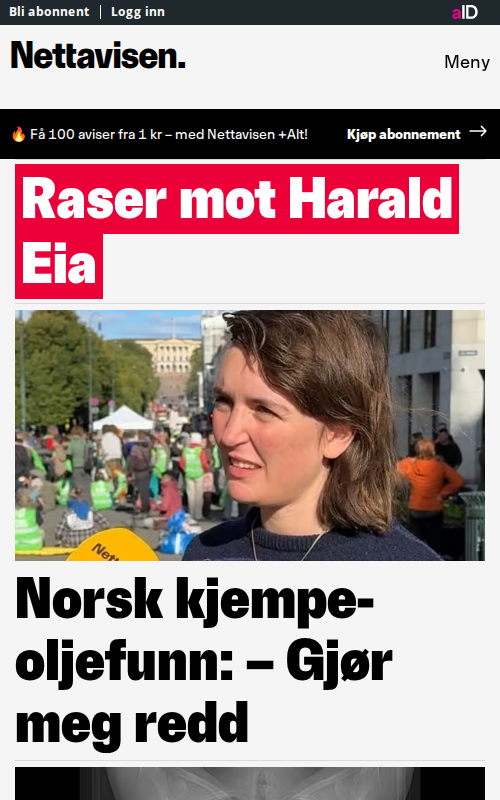 Bli abonnent | Logg inn
aID
Nettavisen.
Meny
🔥 Få 100 aviser fra 1 kr – med Nettavisen +Alt!
Kjøp abonnement →
Raser mot Harald
Eia
Nett
Norsk kjempe-
oljefunn: – Gjør
meg redd